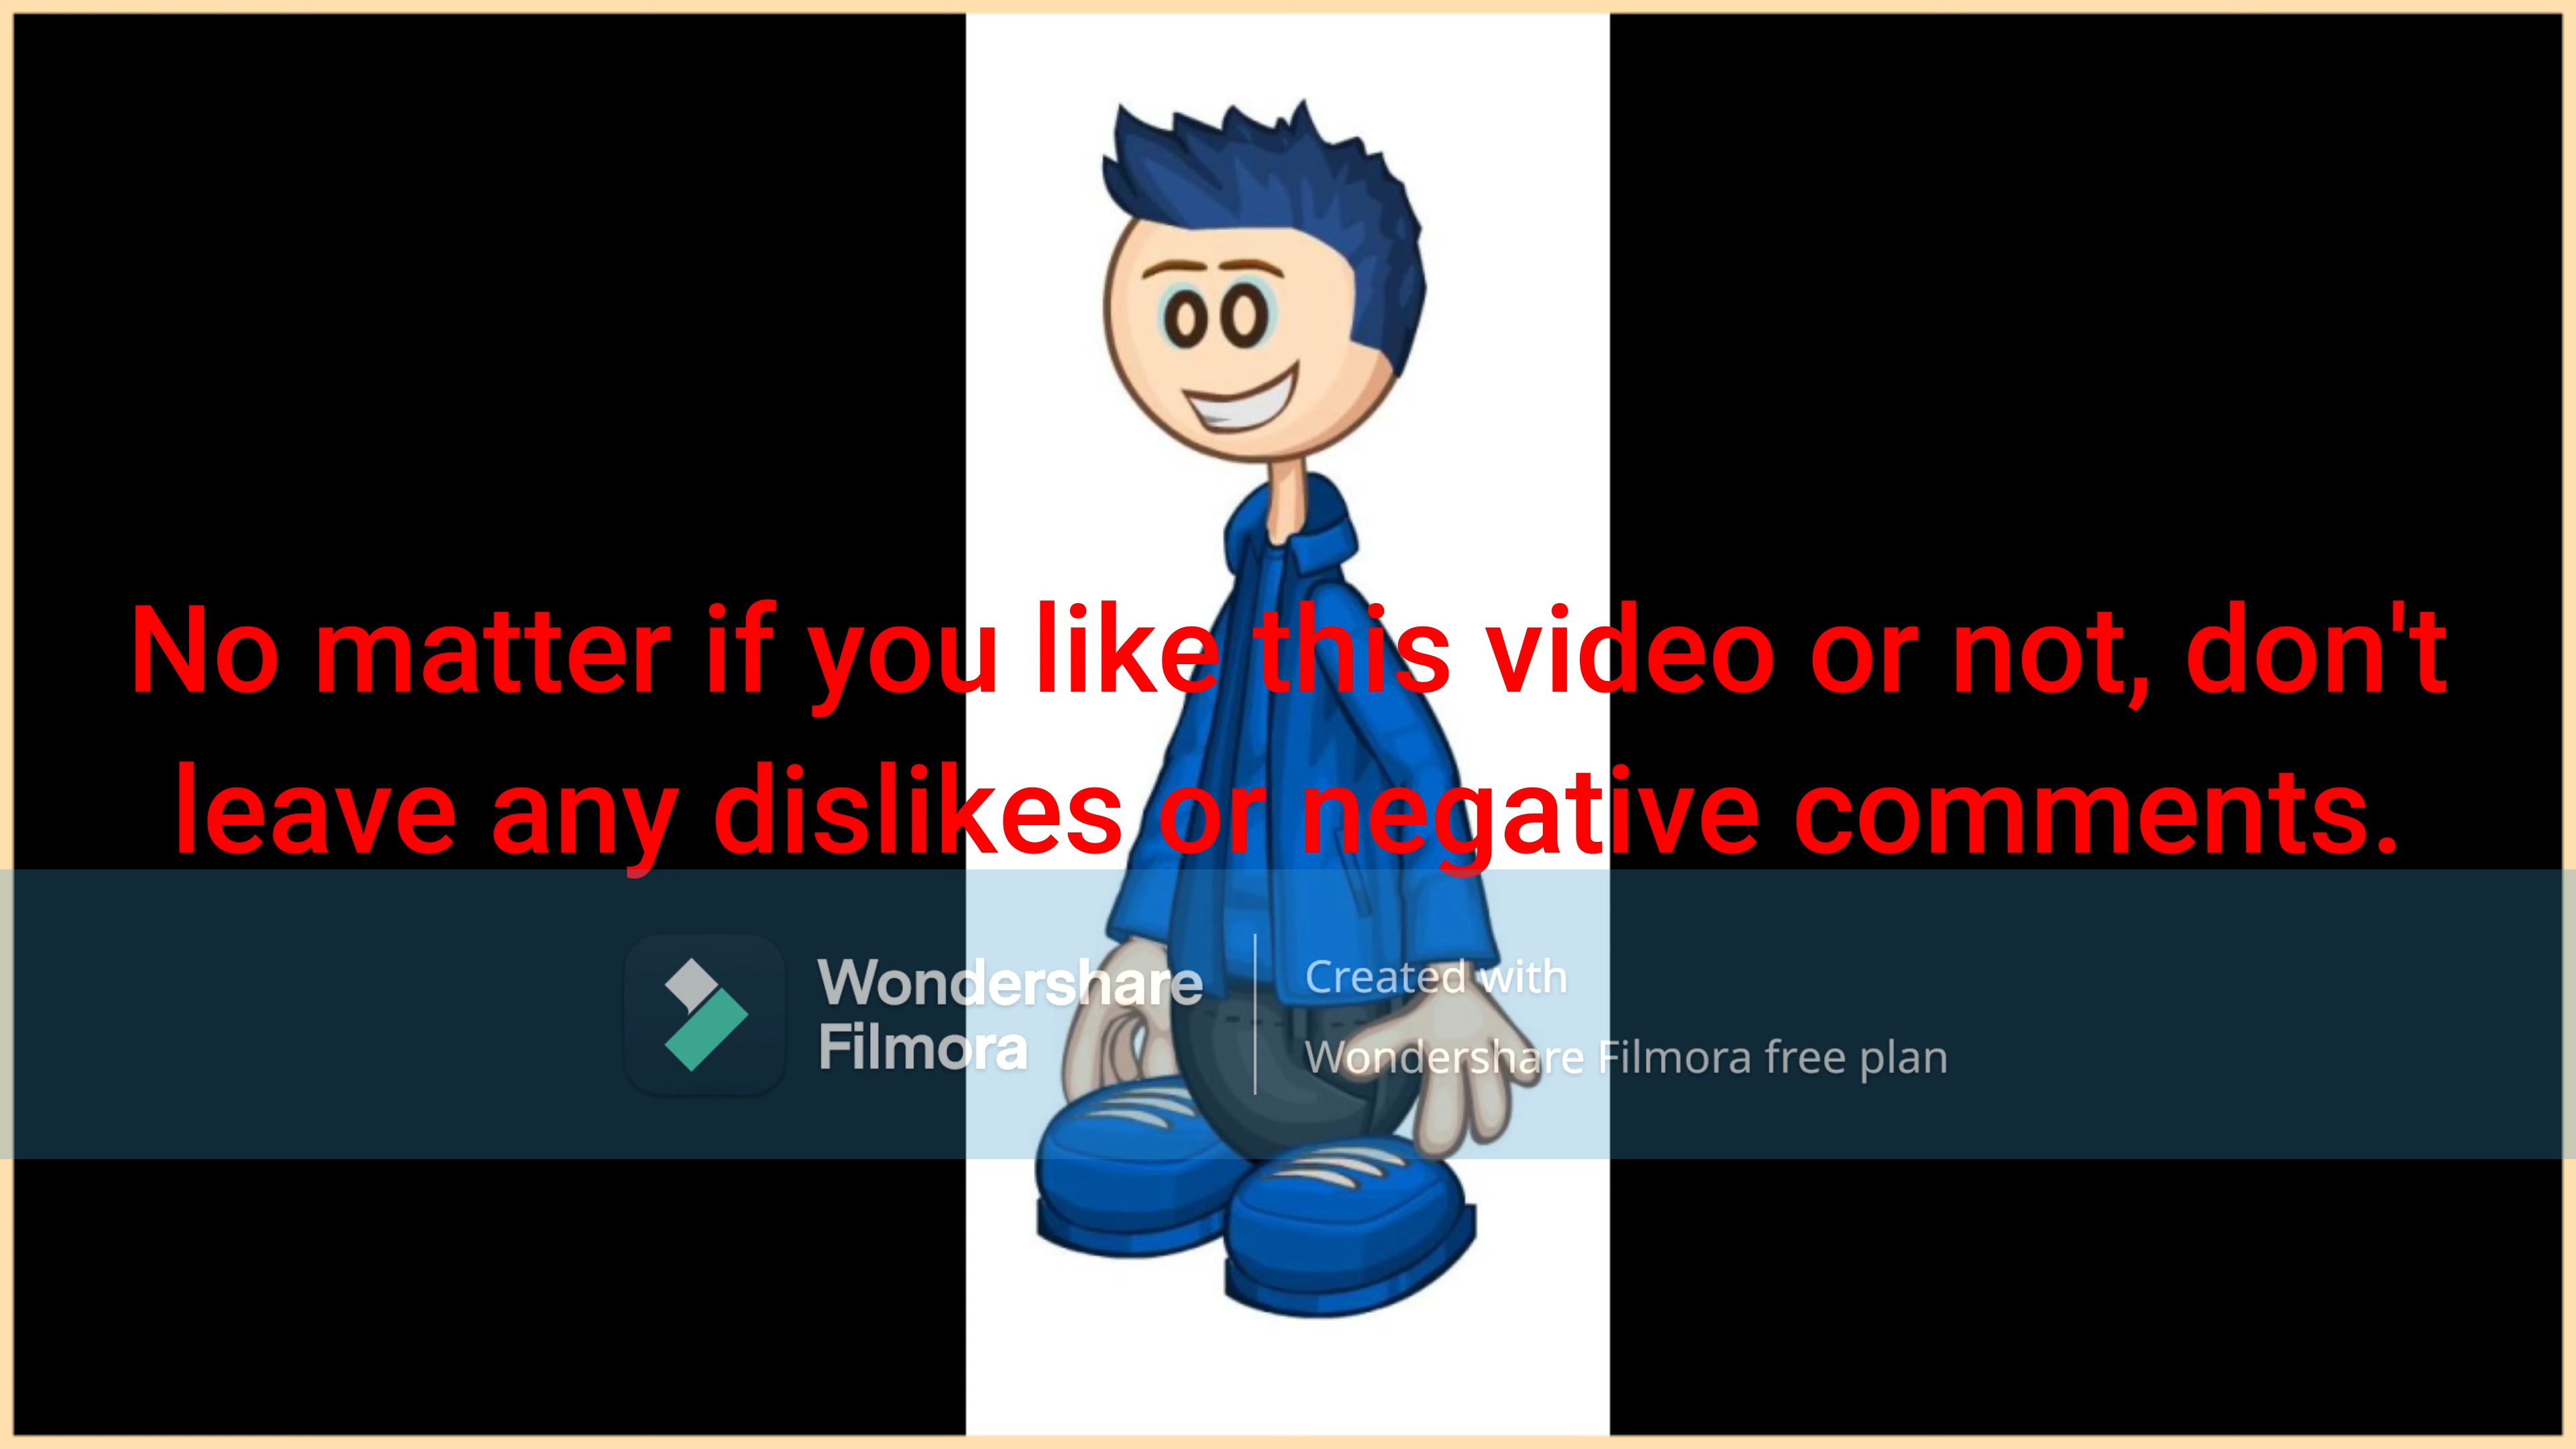 No matter if you like this video or not, don't
leave any dislikes or negative comments.
Wondershare
Filmora
Created with
Wondershare Filmora free plan